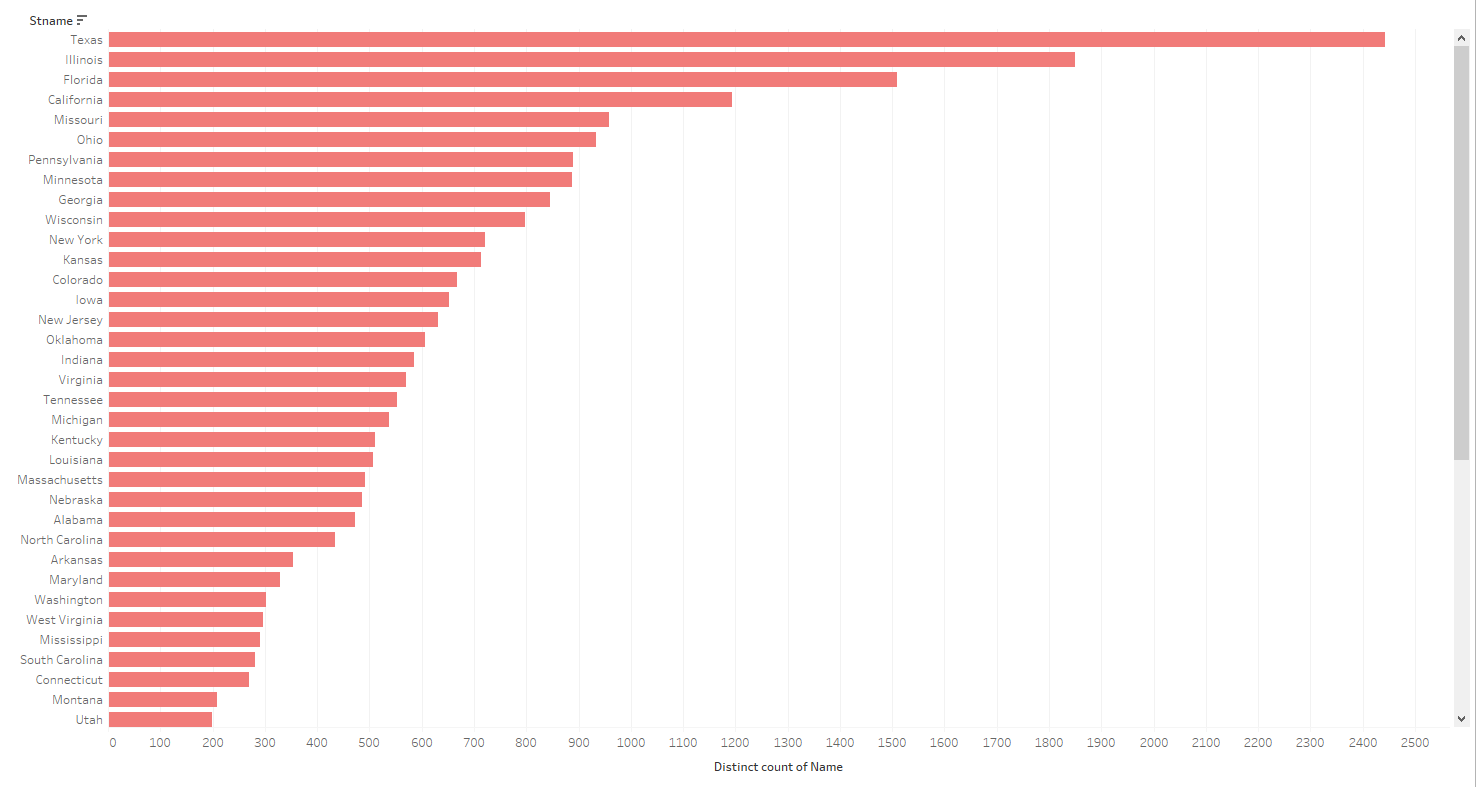 Stname
Texas
Illinois
Florida
California
Missouri
Ohio
Pennsylvania
Minnesota
Georgia
Wisconsin
New York
Kansas
Colorado
Iowa
New Jersey
Oklahoma
Indiana
Virginia
Tennessee
Michigan
Kentucky
Louisiana
Massachusetts
Nebraska
Alabama
North Carolina
Arkansas
Maryland
Washington
West Virginia
Mississippi
South Carolina
Connecticut
Montana
Utah
0 100 200 300 400 500 600 700 800 900 1000 1100 1200 1300 1400 1500 1600 1700 1800 1900 2000 2100 2200 2300 2400 2500
Distinct count of Name